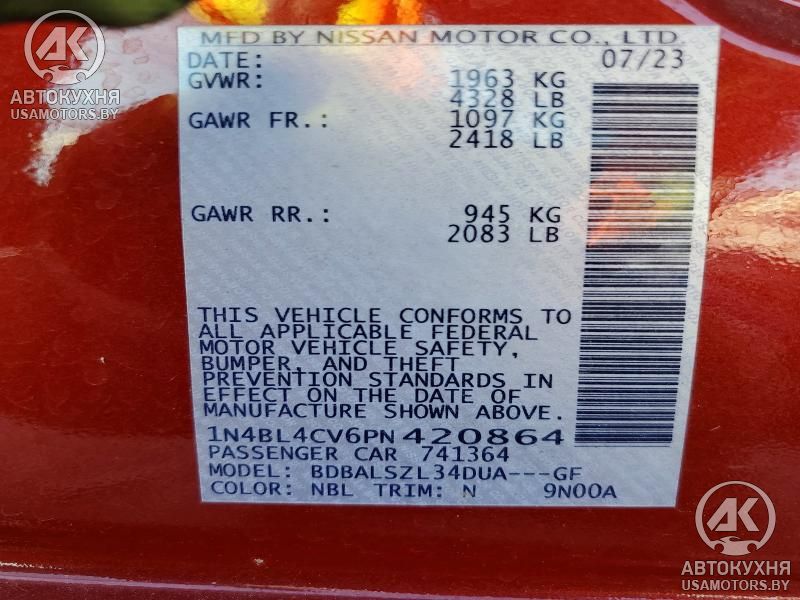 AK
АВТОКУХНЯ
USAMOTORS.BY
MFD BY NISSAN MOTOR CO., LTD.
DATE: 07/23
GVWR: 1963 KG
4328 LB
GAWR FR.: 1097 KG
2418 LB
GAWR RR.: 945 KG
2083 LB
THIS VEHICLE CONFORMS TO
ALL APPLICABLE FEDERAL
MOTOR VEHICLE SAFETY,
BUMPER, AND THEFT
PREVENTION STANDARDS IN
EFFECT ON THE DATE OF
MANUFACTURE SHOWN ABOVE.
1N4BL4CV6PN420864
PASSENGER CAR 741364
MODEL: BDBALSZL34DUA---GF
COLOR: NBL TRIM: N 9N00A
AK
АВТОКУХНЯ
USAMOTORS.BY